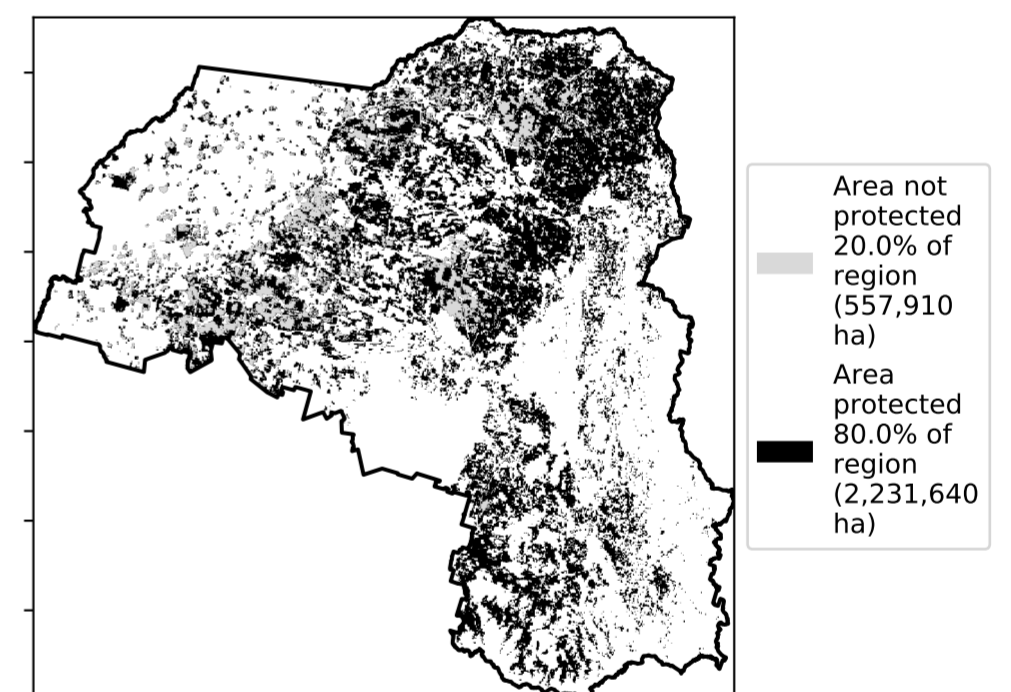 Area not
protected
20.0% of
region
(557,910
ha)
Area
protected
80.0% of
region
(2,231,640
ha)